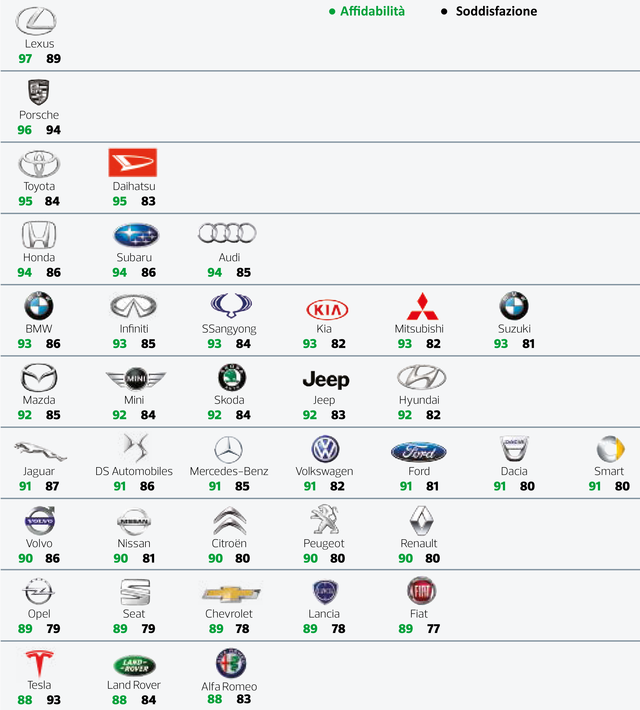 • Affidabilità • Soddisfazione
Lexus
97 89
Porsche
96 94
Toyota Daihatsu
95 84 95 83
Honda Subaru Audi
94 86 94 86 94 85
KIA
BMW Infiniti SSangyong Kia Mitsubishi Suzuki
93 86 93 85 93 84 93 82 93 82 93 81
MINI Jeep
Mazda Mini Skoda Jeep Hyundai
92 85 92 84 92 84 92 83 92 82
Ford DACIA
Jaguar DS Automobiles Mercedes-Benz Volkswagen Ford Dacia Smart
91 87 91 86 91 85 91 82 91 81 91 80 91 80
VOLVO NISSAN
Volvo Nissan Citroën Peugeot Renault
90 86 90 81 90 80 90 80 90 80
LANCIA FIAT
Opel Seat Chevrolet Lancia Fiat
89 79 89 79 89 78 89 78 89 77
LAND-ROVER
Tesla Land Rover Alfa Romeo
88 93 88 84 88 83